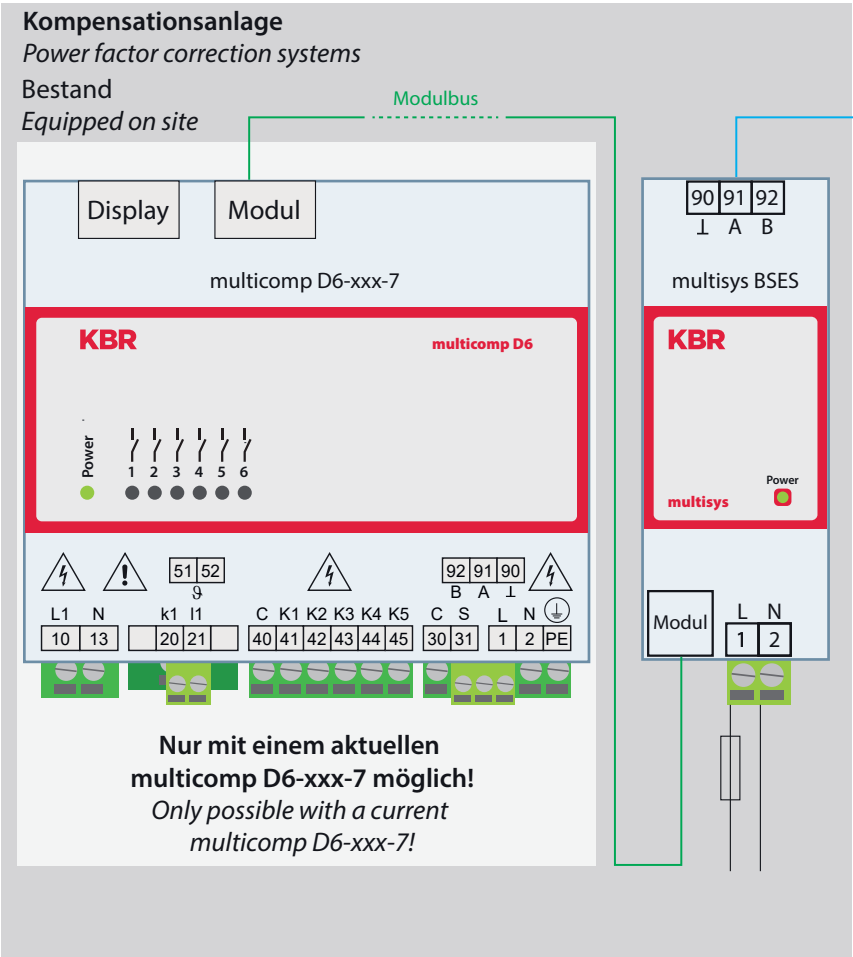 Kompensationsanlage
Power factor correction systems
Bestand
Equipped on site
Modulbus
Display
Modul
multicomp D6-xxx-7
KBR
multicomp D6
Power
1 2 3 4 5 6
51 52
ϑ
92 91 90
B A ⊥
L1 N
k1 l1
C K1 K2 K3 K4 K5
C S
L N
10 13
20 21
40 41 42 43 44 45
30 31
1 2 PE
Nur mit einem aktuellen
multicomp D6-xxx-7 möglich!
Only possible with a current
multicomp D6-xxx-7!
90 91 92
⊥ A B
multisys BSES
KBR
Power
multisys
Modul
L N
1 2